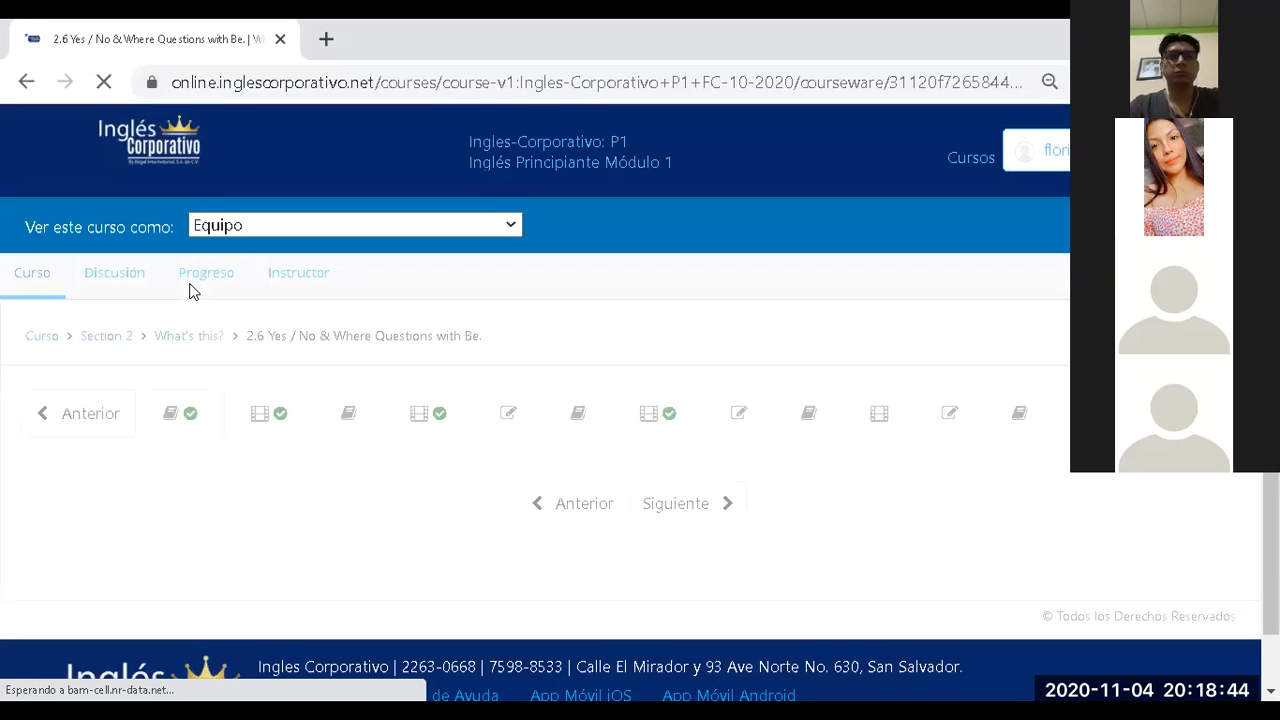 2.6 Yes / No & Where Questions with Be. | W
online.inglescorporativo.net/courses/course-v1:Ingles-Corporativo+P1+FC-10-2020/courseware/31120f7265844...
Inglés
Corporativo
Ingles-Corporativo: P1
Inglés Principiante Módulo 1
Cursos
flori
Ver este curso como:
Equipo
Curso
Discusión
Progreso
Instructor
Curso > Section 2 > What's this? > 2.6 Yes / No & Where Questions with Be.
Anterior
Anterior
Siguiente
© Todos los Derechos Reservados
Inglés
Ingles Corporativo | 2263-0668 | 7598-8533 | Calle El Mirador y 93 Ave Norte No. 630, San Salvador.
Esperando a bam-cell.nr-data.net...
de Ayuda
App Móvil iOS
App Móvil Android
2020-11-04 20:18:44